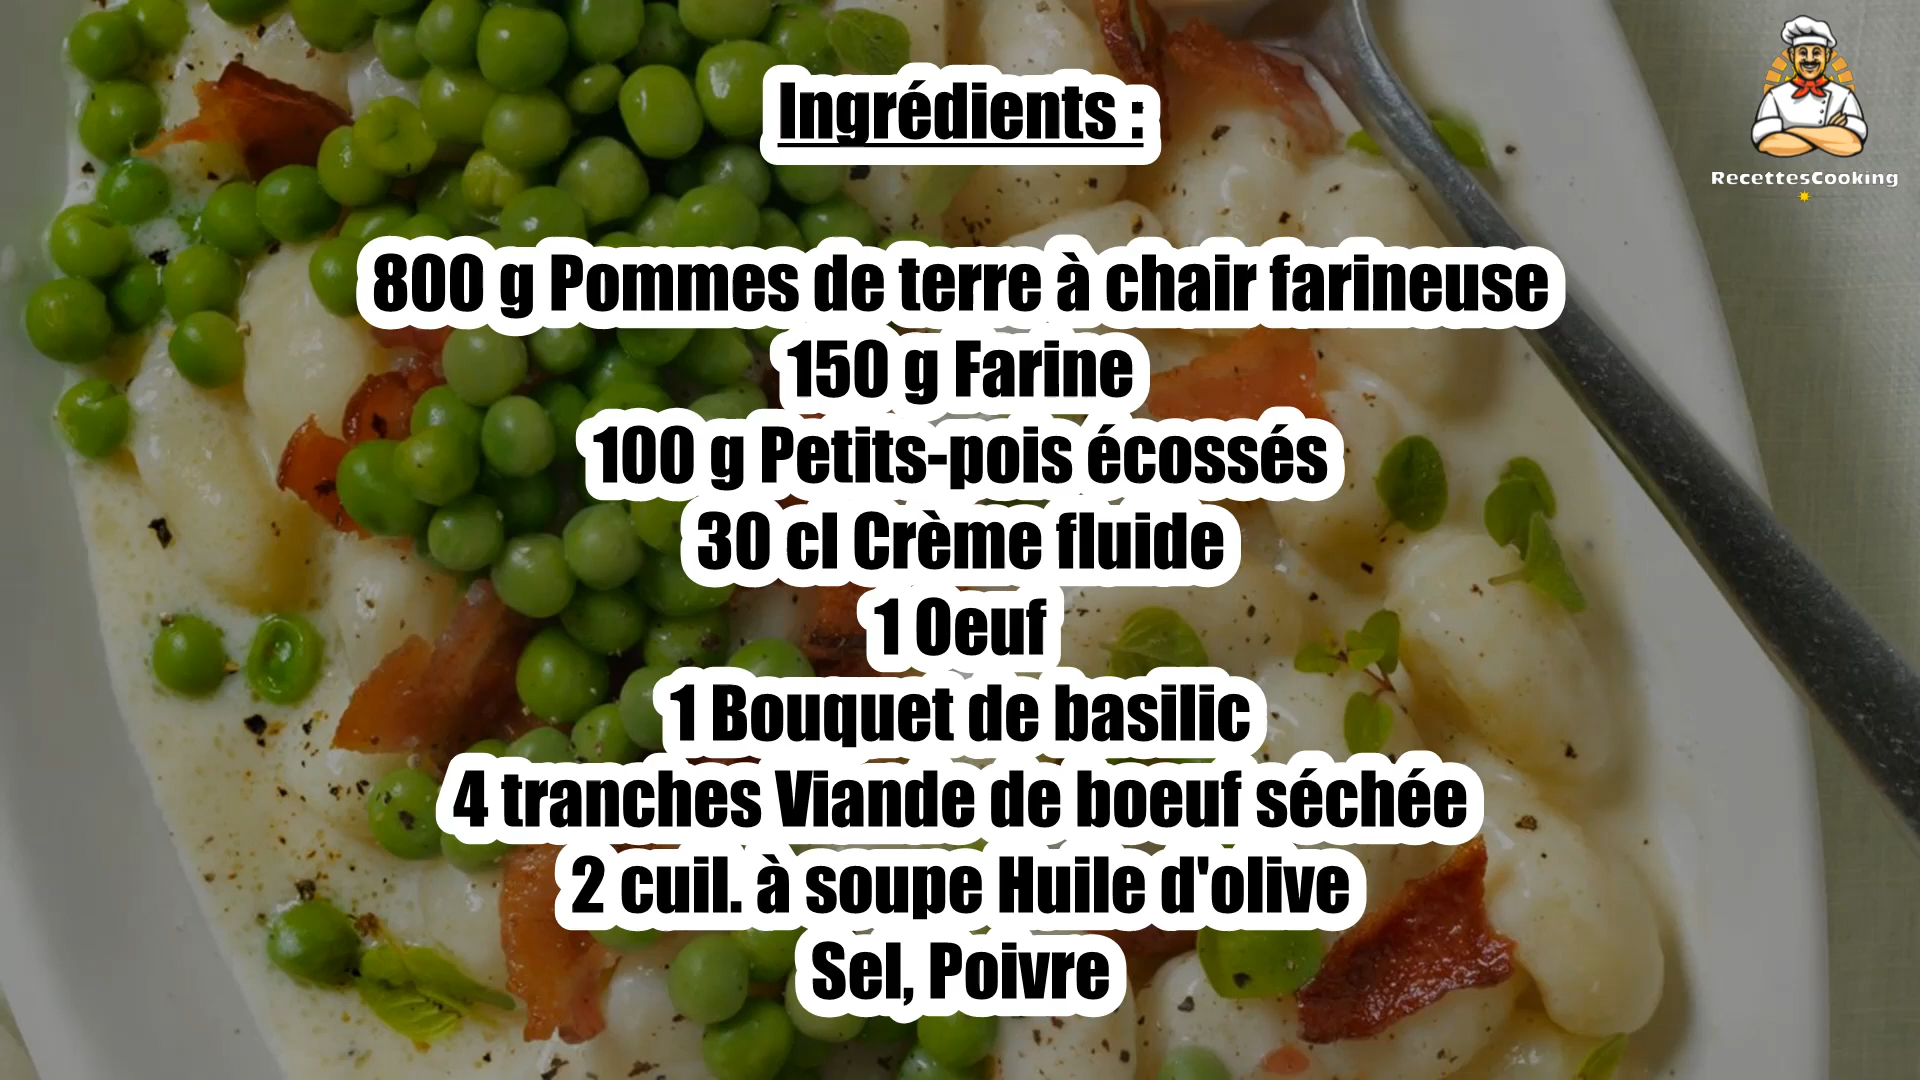 Ingrédients :
RecettesCooking
800 g Pommes de terre à chair farineuse
150 g Farine
100 g Petits-pois écossés
30 cl Crème fluide
1 Oeuf
1 Bouquet de basilic
4 tranches Viande de boeuf séchée
2 cuil. à soupe Huile d'olive
Sel, Poivre